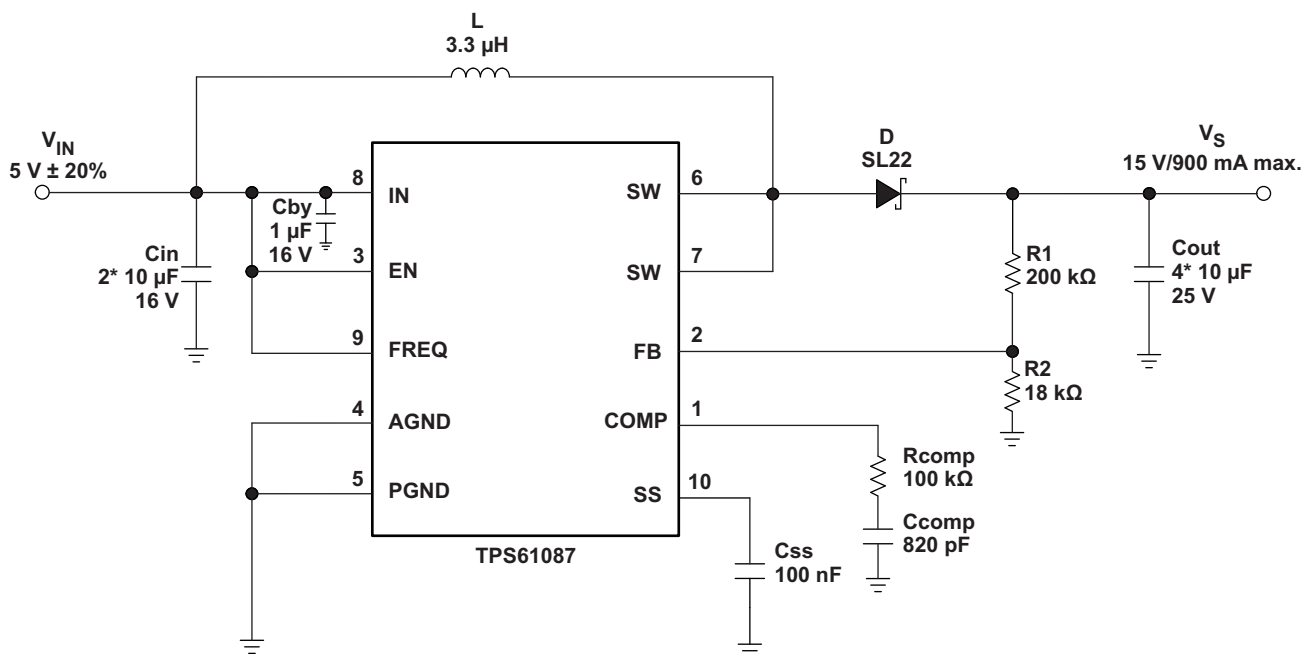 L
3.3 µH
V_IN
5 V ± 20%
D
SL22
V_S
15 V/900 mA max.
8
IN
SW
6
Cby
1 µF
16 V
3
EN
SW
7
Cin
2* 10 µF
16 V
R1
200 kΩ
Cout
4* 10 µF
25 V
9
FREQ
FB
2
R2
18 kΩ
4
AGND
COMP
1
Rcomp
100 kΩ
5
PGND
SS
10
Ccomp
820 pF
TPS61087
Css
100 nF